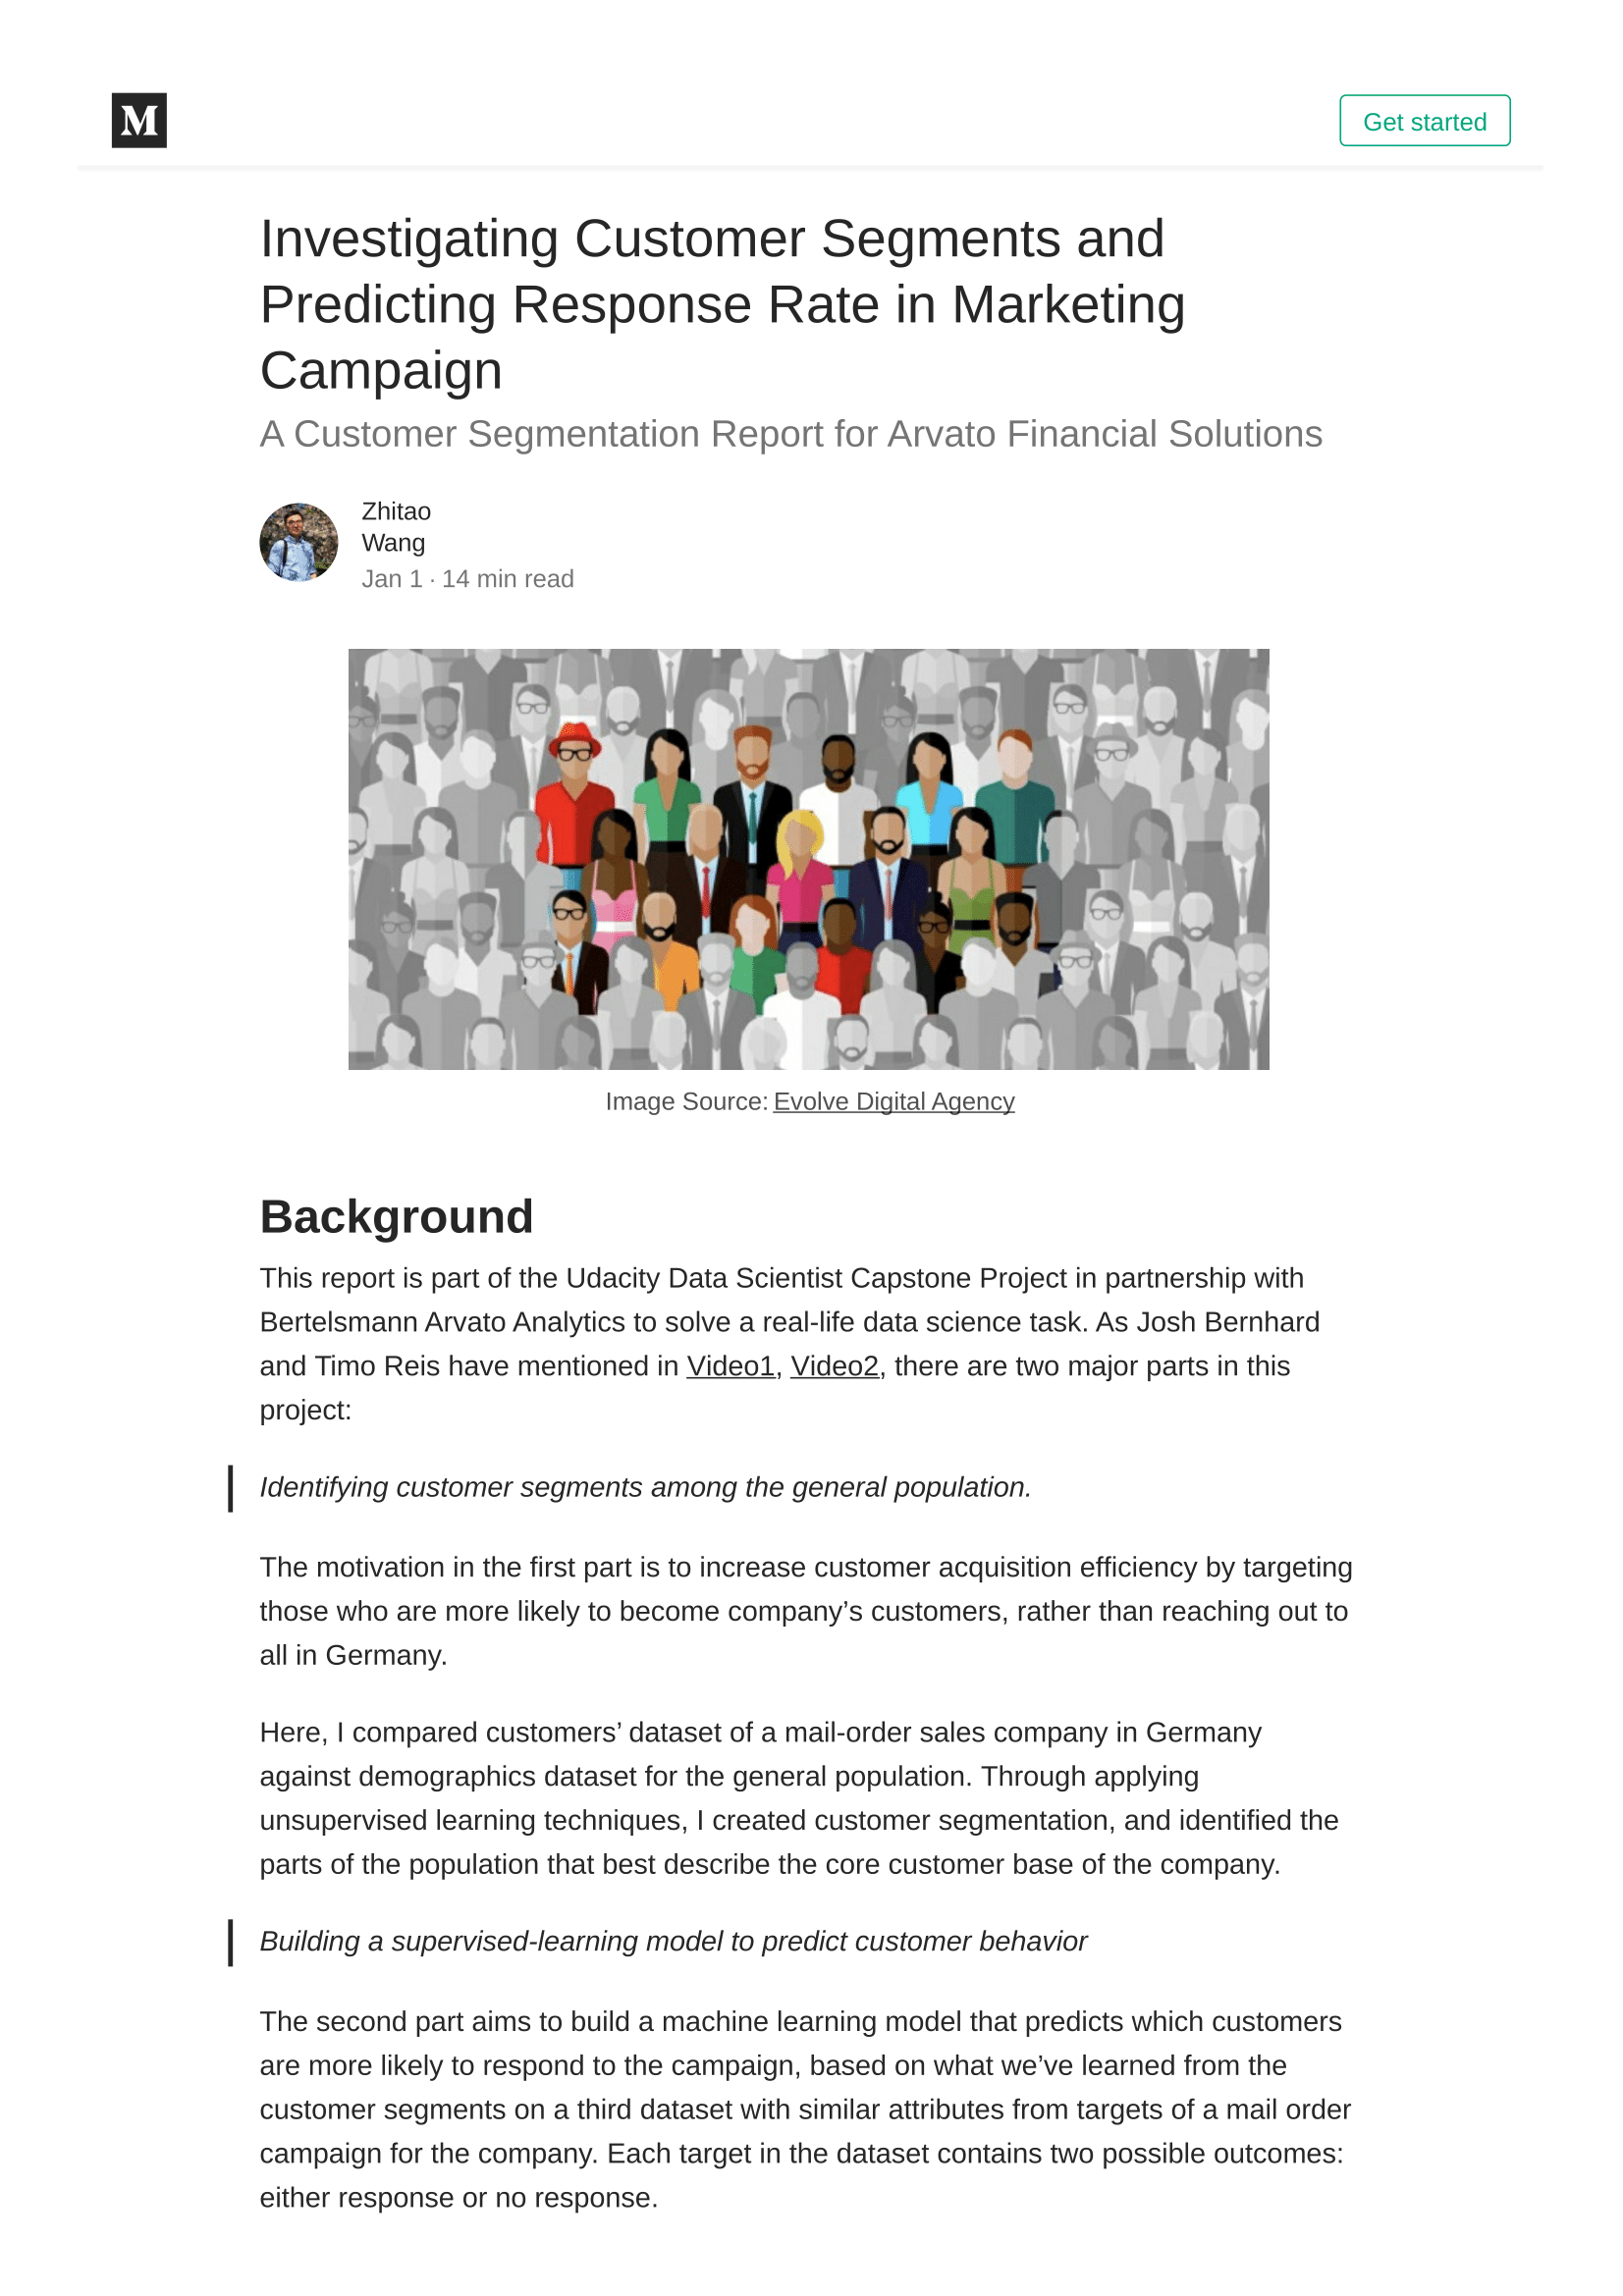 M
Get started
Investigating Customer Segments and
Predicting Response Rate in Marketing
Campaign
A Customer Segmentation Report for Arvato Financial Solutions
Zhitao
Wang
Jan 1 · 14 min read
Image Source: Evolve Digital Agency
Background
This report is part of the Udacity Data Scientist Capstone Project in partnership with
Bertelsmann Arvato Analytics to solve a real-life data science task. As Josh Bernhard
and Timo Reis have mentioned in Video1, Video2, there are two major parts in this
project:
Identifying customer segments among the general population.
The motivation in the first part is to increase customer acquisition efficiency by targeting
those who are more likely to become company’s customers, rather than reaching out to
all in Germany.
Here, I compared customers’ dataset of a mail-order sales company in Germany
against demographics dataset for the general population. Through applying
unsupervised learning techniques, I created customer segmentation, and identified the
parts of the population that best describe the core customer base of the company.
Building a supervised-learning model to predict customer behavior
The second part aims to build a machine learning model that predicts which customers
are more likely to respond to the campaign, based on what we’ve learned from the
customer segments on a third dataset with similar attributes from targets of a mail order
campaign for the company. Each target in the dataset contains two possible outcomes:
either response or no response.